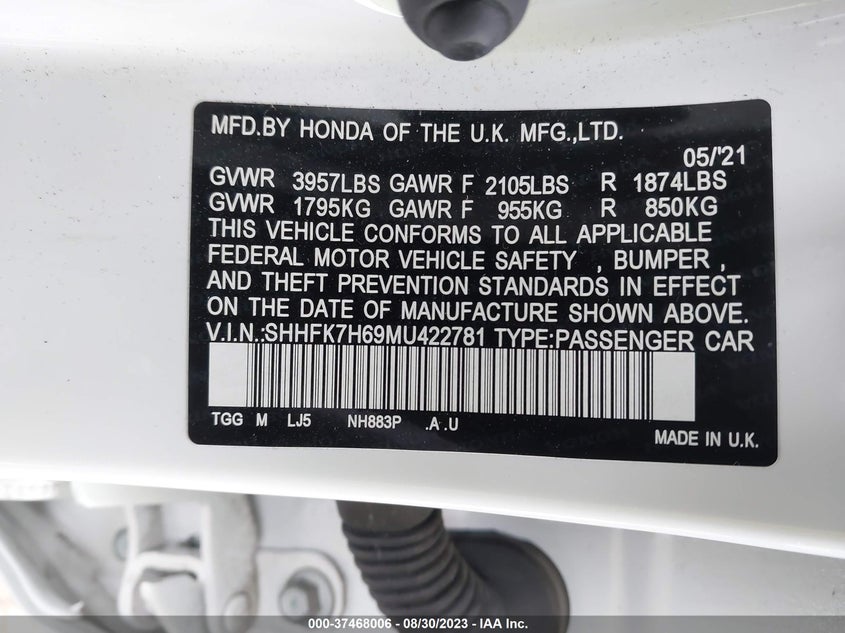 MFD.BY HONDA OF THE U.K. MFG.,LTD.
05/'21
GVWR 3957LBS GAWR F 2105LBS R 1874LBS
GVWR 1795KG GAWR F 955KG R 850KG
THIS VEHICLE CONFORMS TO ALL APPLICABLE
FEDERAL MOTOR VEHICLE SAFETY , BUMPER ,
AND THEFT PREVENTION STANDARDS IN EFFECT
ON THE DATE OF MANUFACTURE SHOWN ABOVE.
V.I.N.:SHHFK7H69MU422781 TYPE:PASSENGER CAR
TGG M LJ5 NH883P .A .U
MADE IN U.K.
000-37468006 - 08/30/2023 - IAA Inc.